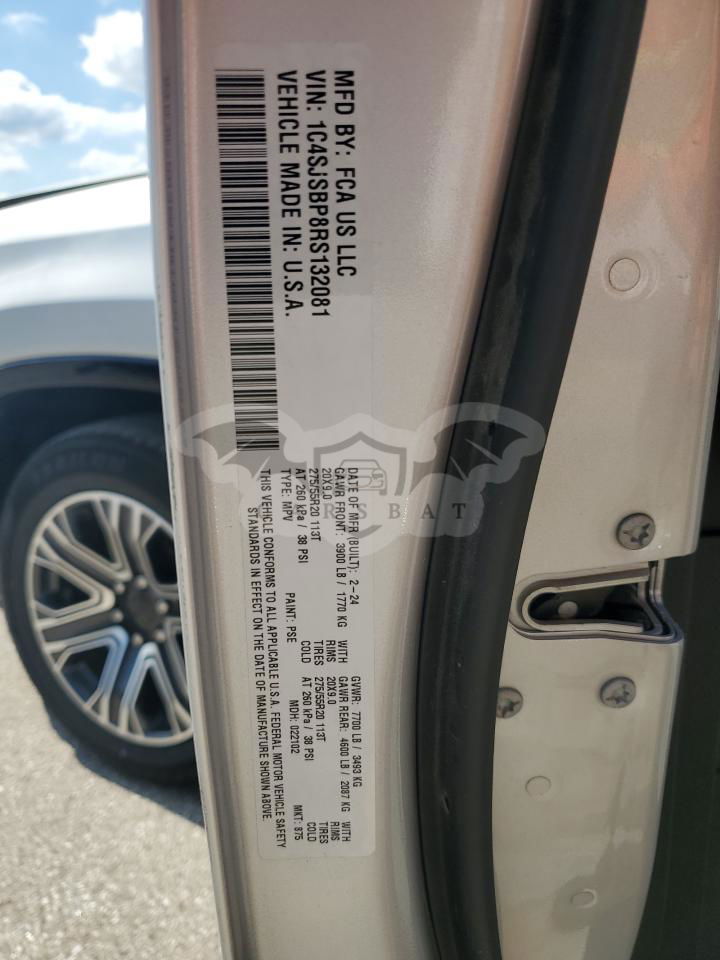 MFD BY: FCA US LLC
VIN: 1C4SJSBP8RS132081
VEHICLE MADE IN: U.S.A.
DATE OF MFR (BUILT): 2-24 GVWR: 7700 LB / 3493 KG
GAWR FRONT: 3900 LB / 1770 KG WITH GAWR REAR: 4600 LB / 2087 KG WITH
20X9.0 RIMS 20X9.0 RIMS
275/55R20 113T TIRES 275/55R20 113T TIRES
AT 260 kPa / 38 PSI COLD AT 260 kPa / 38 PSI COLD
TYPE: MPV PAINT: PSE MDH: 022102 MKT: 875
THIS VEHICLE CONFORMS TO ALL APPLICABLE U.S.A. FEDERAL MOTOR VEHICLE SAFETY
STANDARDS IN EFFECT ON THE DATE OF MANUFACTURE SHOWN ABOVE.